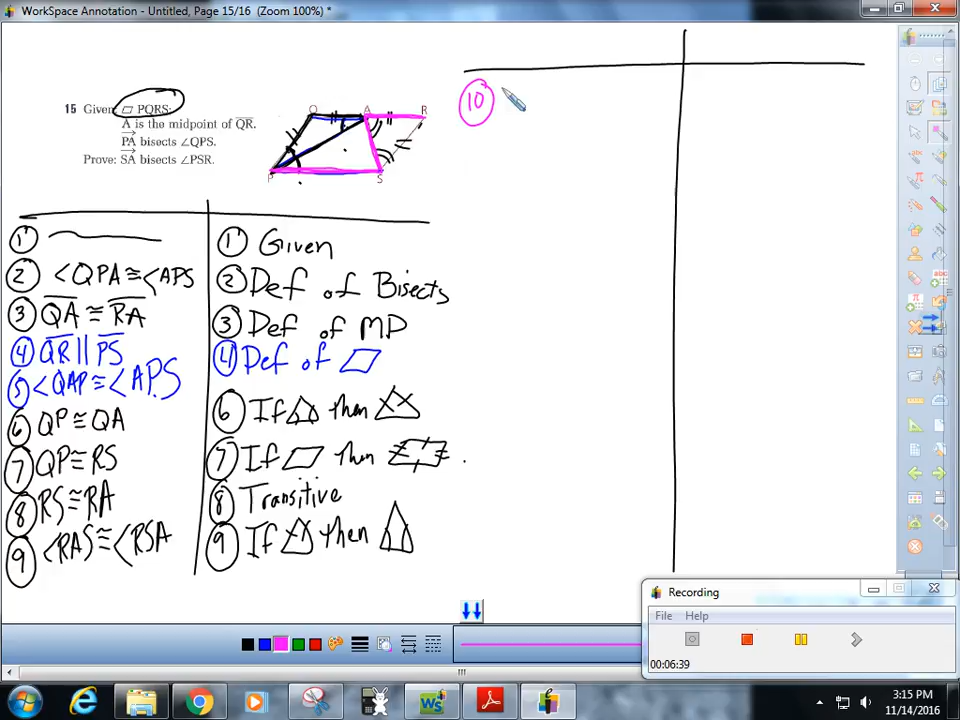 WorkSpace Annotation - Untitled, Page 15/16 (Zoom 100%) *
15 Given: ▱ PQRS;
A is the midpoint of QR.
PA bisects ∠QPS.
Prove: SA bisects ∠PSR.
Q A R
P S
1 Given
2 <QPA ≅ <APS 2 Def of Bisects
3 QA ≅ RA 3 Def of MP
4 QR || PS 4 Def of ▱
5 <QAP ≅ <APS
6 QP ≅ QA 6 If △ then △
7 QP ≅ RS 7 If ▱ then ▱.
8 RS ≅ RA 8 Transitive
9 <RAS ≅ <RSA 9 If △ then △
10
Recording
File Help
00:06:39
3:15 PM
11/14/2016